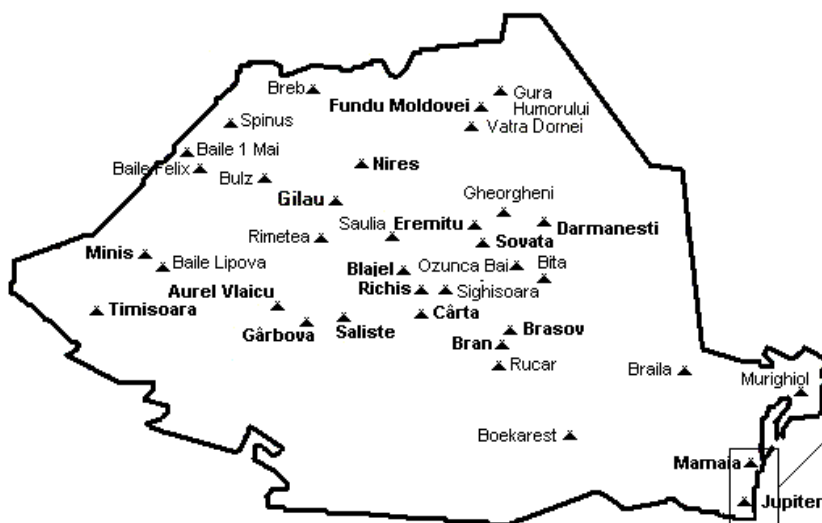 Breb
Gura
Humorului
Fundu Moldovei
Vatra Dornei
Spinus
Baile 1 Mai
Baile Felix
Bulz
Nires
Gilau
Gheorgheni
Saulia
Eremitu
Darmanesti
Rimetea
Sovata
Minis
Baile Lipova
Blajel
Ozunca Bai
Bita
Richis
Sighisoara
Aurel Vlaicu
Timisoara
Gârbova
Saliste
Cârta
Brasov
Bran
Rucar
Braila
Murighiol
Boekarest
Mamaia
Jupiter